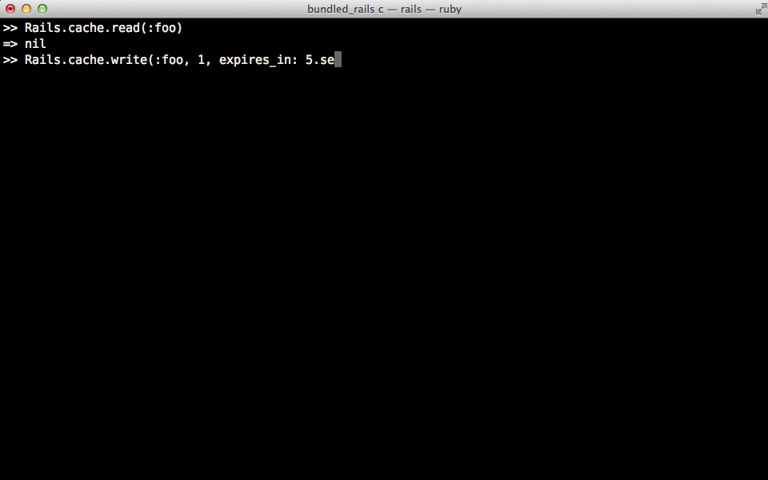 bundled_rails c — rails — ruby
>> Rails.cache.read(:foo)
=> nil
>> Rails.cache.write(:foo, 1, expires_in: 5.se